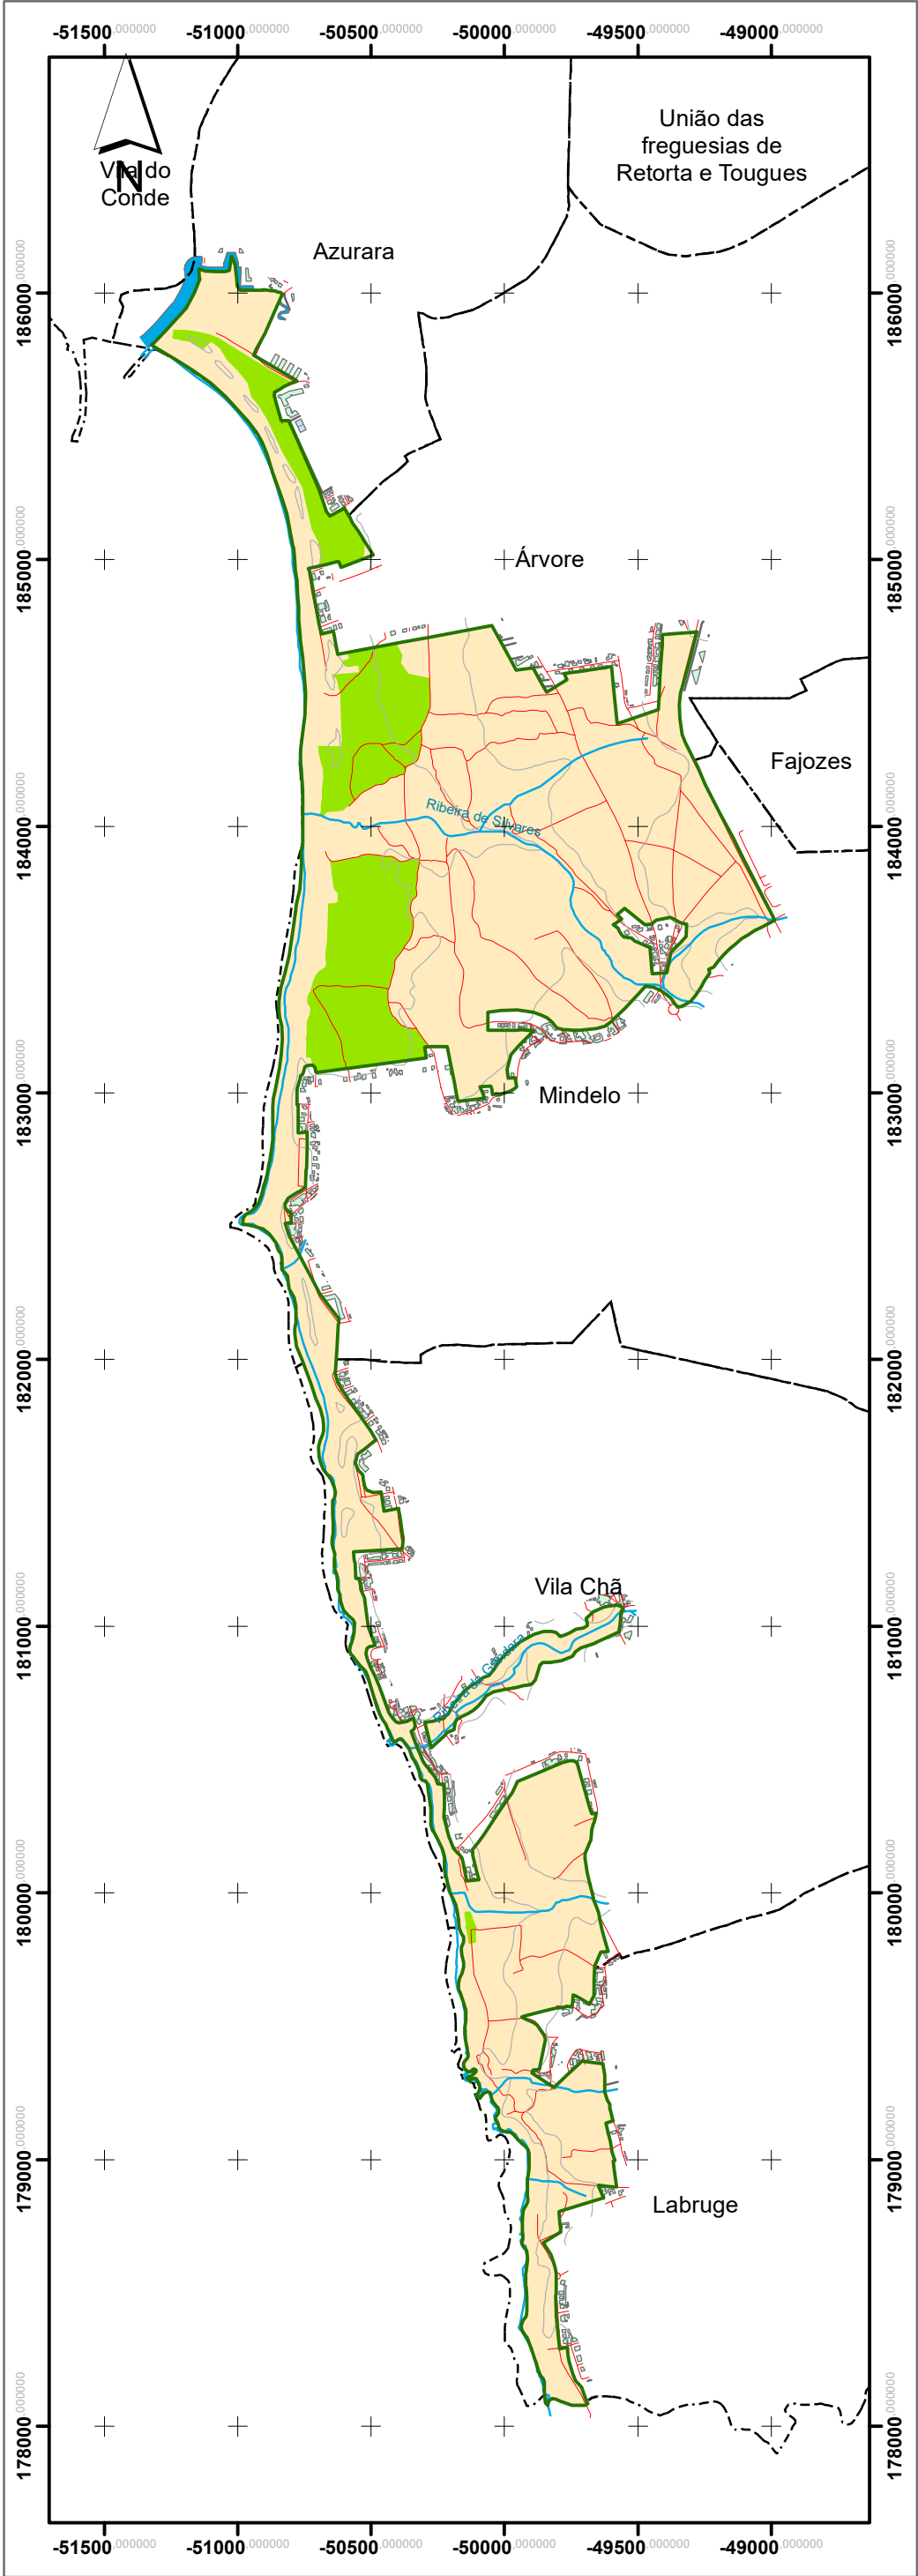 -51500,000000 -51000,000000 -50500,000000 -50000,000000 -49500,000000 -49000,000000
União das
freguesias de
Retorta e Tougues
N
Vila do
Conde
Azurara
186000,000000 186000,000000
185000,000000 185000,000000
Árvore
Fajozes
Ribeira de Silvares
184000,000000 184000,000000
183000,000000 183000,000000
Mindelo
182000,000000 182000,000000
Vila Chã
181000,000000 181000,000000
Ribeira da Gândara
180000,000000 180000,000000
179000,000000 179000,000000
Labruge
178000,000000 178000,000000
-51500,000000 -51000,000000 -50500,000000 -50000,000000 -49500,000000 -49000,000000